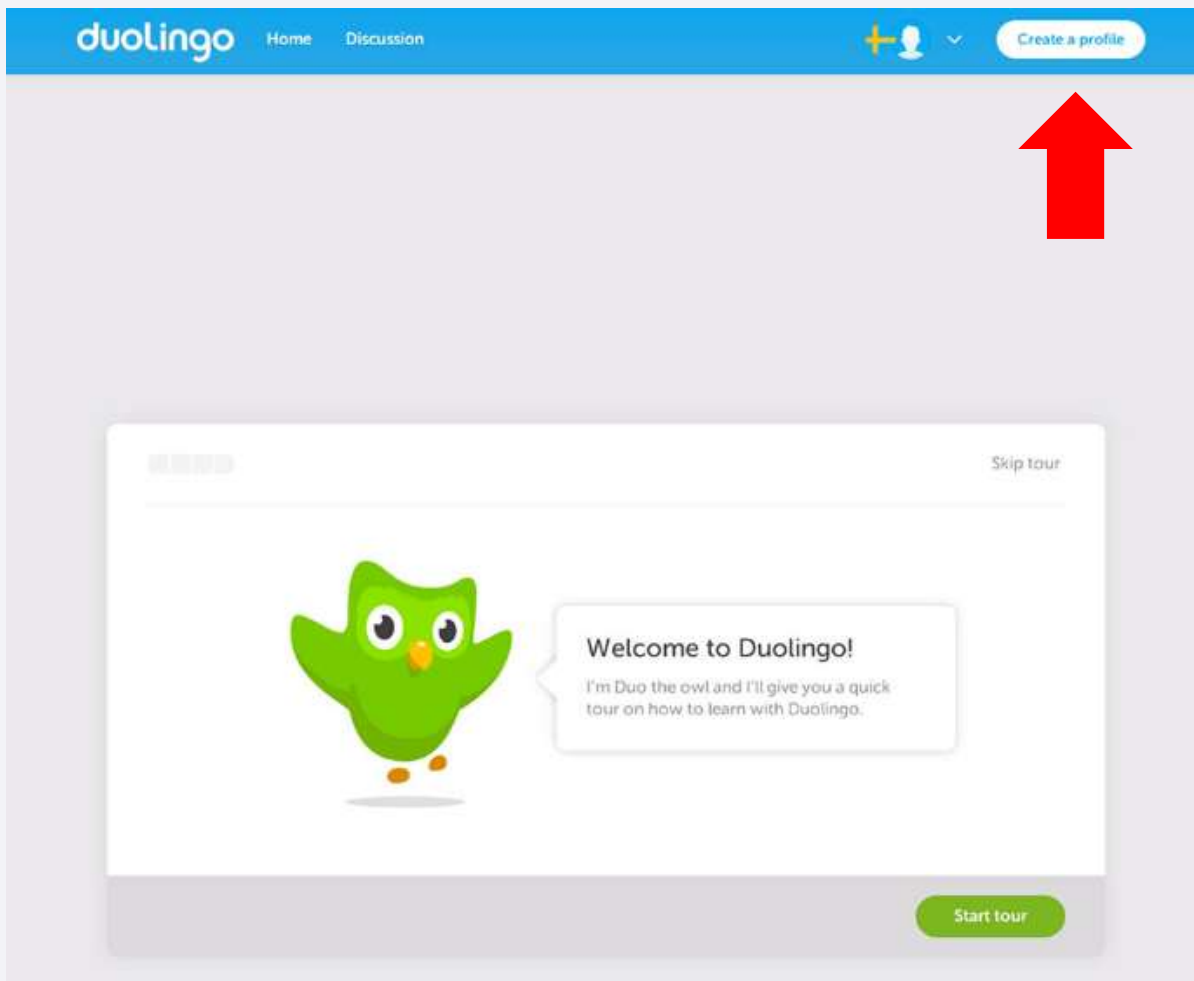 duolingo Home Discussion Create a profile
Skip tour
Welcome to Duolingo!
I'm Duo the owl and I'll give you a quick
tour on how to learn with Duolingo.
Start tour